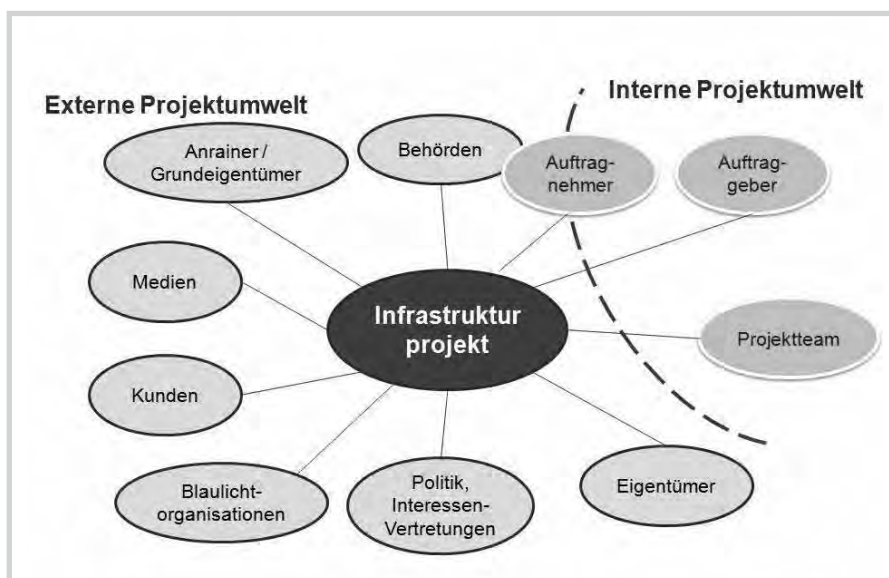 Externe Projektumwelt
Interne Projektumwelt
Anrainer /
Grundeigentümer
Behörden
Auftrag-
nehmer
Auftrag-
geber
Medien
Infrastruktur
projekt
Projektteam
Kunden
Blaulicht-
organisationen
Politik,
Interessen-
Vertretungen
Eigentümer